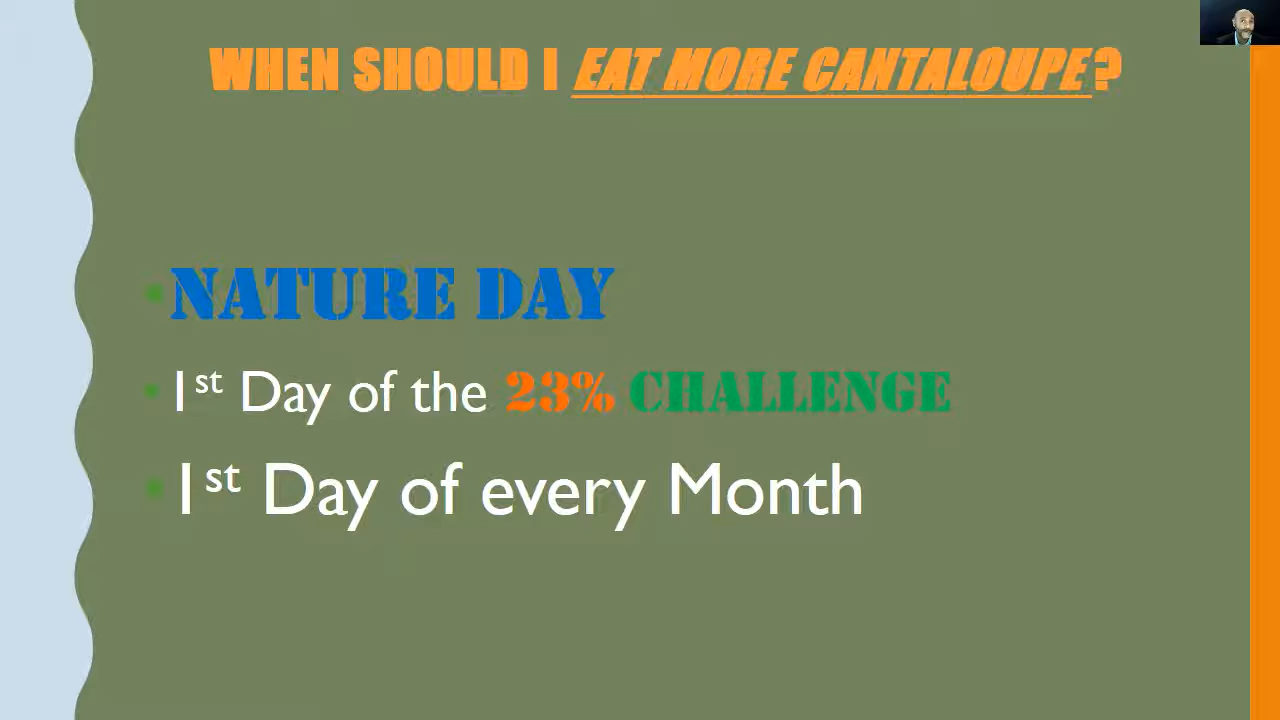 WHEN SHOULD I EAT MORE CANTALOUPE?
• NATURE DAY
• 1st Day of the 23% CHALLENGE
• 1st Day of every Month